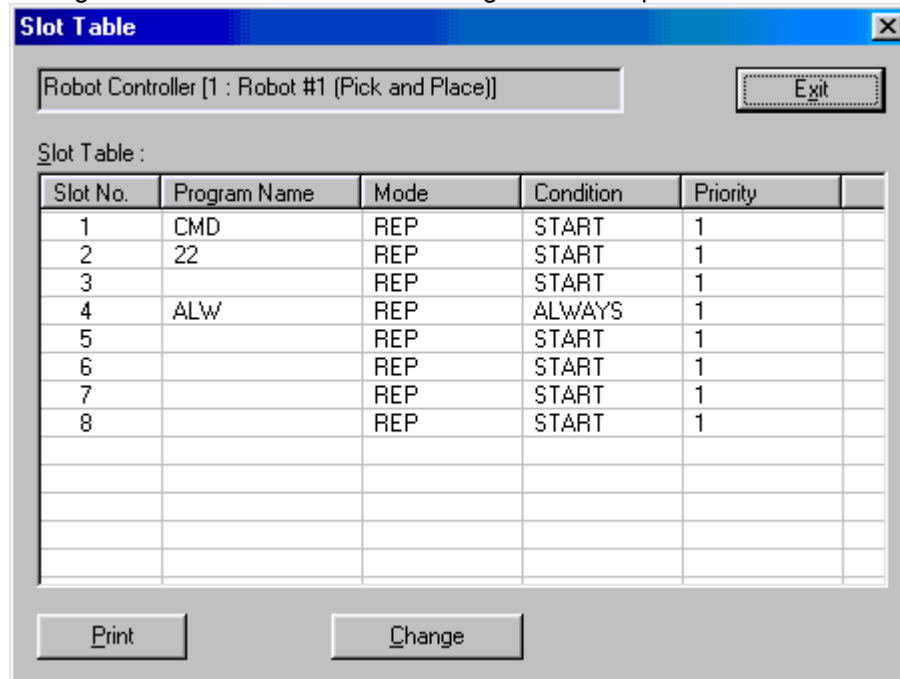 Slot Table
Robot Controller [1 : Robot #1 (Pick and Place)]
Exit
Slot Table :
Slot No. Program Name Mode Condition Priority
1 CMD REP START 1
2 22 REP START 1
3 REP START 1
4 ALW REP ALWAYS 1
5 REP START 1
6 REP START 1
7 REP START 1
8 REP START 1
Print Change